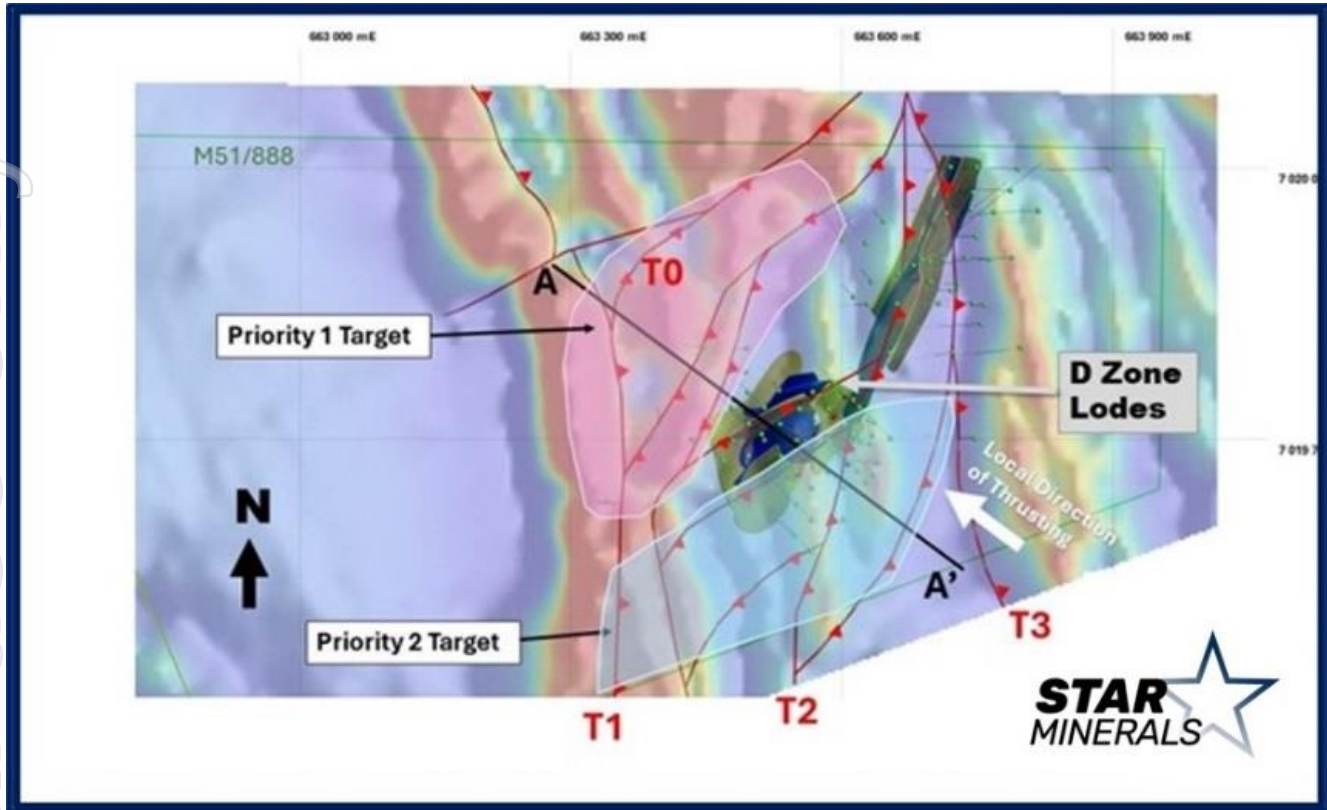 663 000 mE
663 300 mE
663 600 mE
663 900 mE
M51/888
7 020 0
T0
A
Priority 1 Target
D Zone
Lodes
7 019 7
Local Direction
of Thrusting
N
A'
Priority 2 Target
T3
T1
T2
STAR
MINERALS